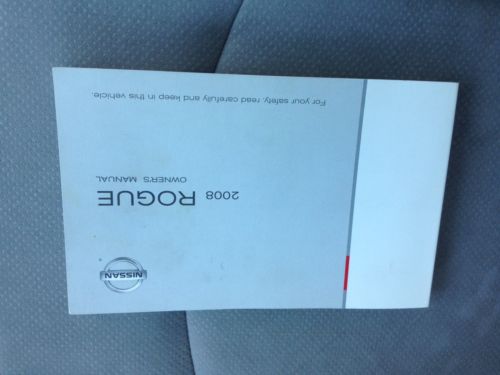 For your safety, read carefully and keep in this vehicle.
2008 ROGUE
OWNER'S MANUAL
NISSAN